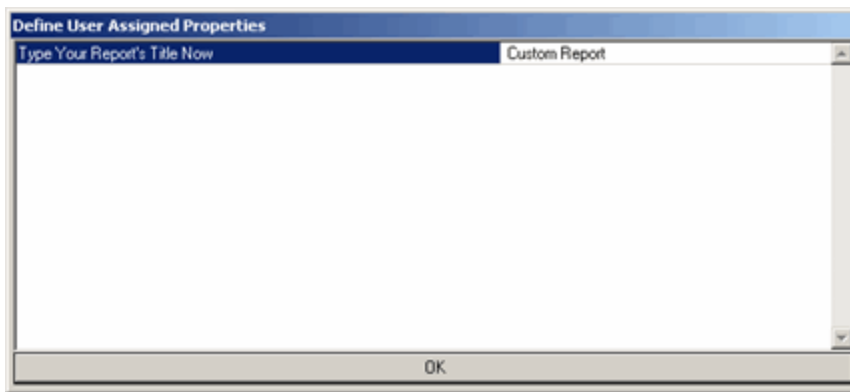 Define User Assigned Properties
Type Your Report's Title Now Custom Report
OK